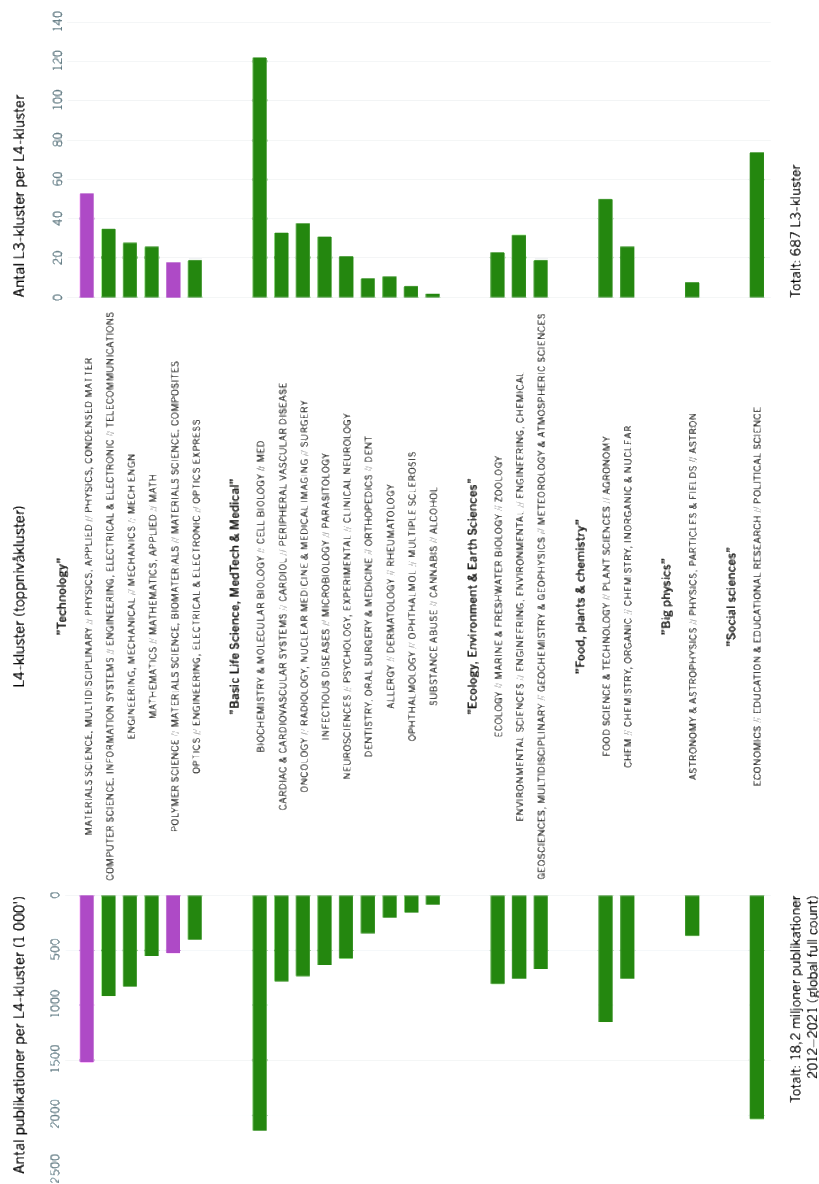 Antal publikationer per L4-kluster (1 000')
L4-kluster (toppnivåkluster)
Antal L3-kluster per L4-kluster
2500 2000 1500 1000 500 0
0 20 40 60 80 100 120 140
"Technology"
MATERIALS SCIENCE, MULTIDISCIPLINARY // PHYSICS, APPLIED // PHYSICS, CONDENSED MATTER
COMPUTER SCIENCE, INFORMATION SYSTEMS // ENGINEERING, ELECTRICAL & ELECTRONIC // TELECOMMUNICATIONS
ENGINEERING, MECHANICAL // MECHANICS // MECH ENGN
MATHEMATICS // MATHEMATICS, APPLIED // MATH
POLYMER SCIENCE // MATERIALS SCIENCE, BIOMATERIALS // MATERIALS SCIENCE, COMPOSITES
OPTICS // ENGINEERING, ELECTRICAL & ELECTRONIC // OPTICS EXPRESS
"Basic Life Science, MedTech & Medical"
BIOCHEMISTRY & MOLECULAR BIOLOGY // CELL BIOLOGY // MED
CARDIAC & CARDIOVASCULAR SYSTEMS // CARDIOL // PERIPHERAL VASCULAR DISEASE
ONCOLOGY // RADIOLOGY, NUCLEAR MEDICINE & MEDICAL IMAGING // SURGERY
INFECTIOUS DISEASES // MICROBIOLOGY // PARASITOLOGY
NEUROSCIENCES // PSYCHOLOGY, EXPERIMENTAL // CLINICAL NEUROLOGY
DENTISTRY, ORAL SURGERY & MEDICINE // ORTHOPEDICS // DENT
ALLERGY // DERMATOLOGY // RHEUMATOLOGY
OPHTHALMOLOGY // OPHTHALMOL // MULTIPLE SCLEROSIS
SUBSTANCE ABUSE // CANNABIS // ALCOHOL
"Ecology, Environment & Earth Sciences"
ECOLOGY // MARINE & FRESHWATER BIOLOGY // ZOOLOGY
ENVIRONMENTAL SCIENCES // ENGINEERING, ENVIRONMENTAL // ENGINEERING, CHEMICAL
GEOSCIENCES, MULTIDISCIPLINARY // GEOCHEMISTRY & GEOPHYSICS // METEOROLOGY & ATMOSPHERIC SCIENCES
"Food, plants & chemistry"
FOOD SCIENCE & TECHNOLOGY // PLANT SCIENCES // AGRONOMY
CHEM // CHEMISTRY, ORGANIC // CHEMISTRY, INORGANIC & NUCLEAR
"Big physics"
ASTRONOMY & ASTROPHYSICS // PHYSICS, PARTICLES & FIELDS // ASTRON
"Social sciences"
ECONOMICS // EDUCATION & EDUCATIONAL RESEARCH // POLITICAL SCIENCE
Totalt: 18,2 miljoner publikationer
2012–2021 (global full count)
Totalt: 687 L3-kluster